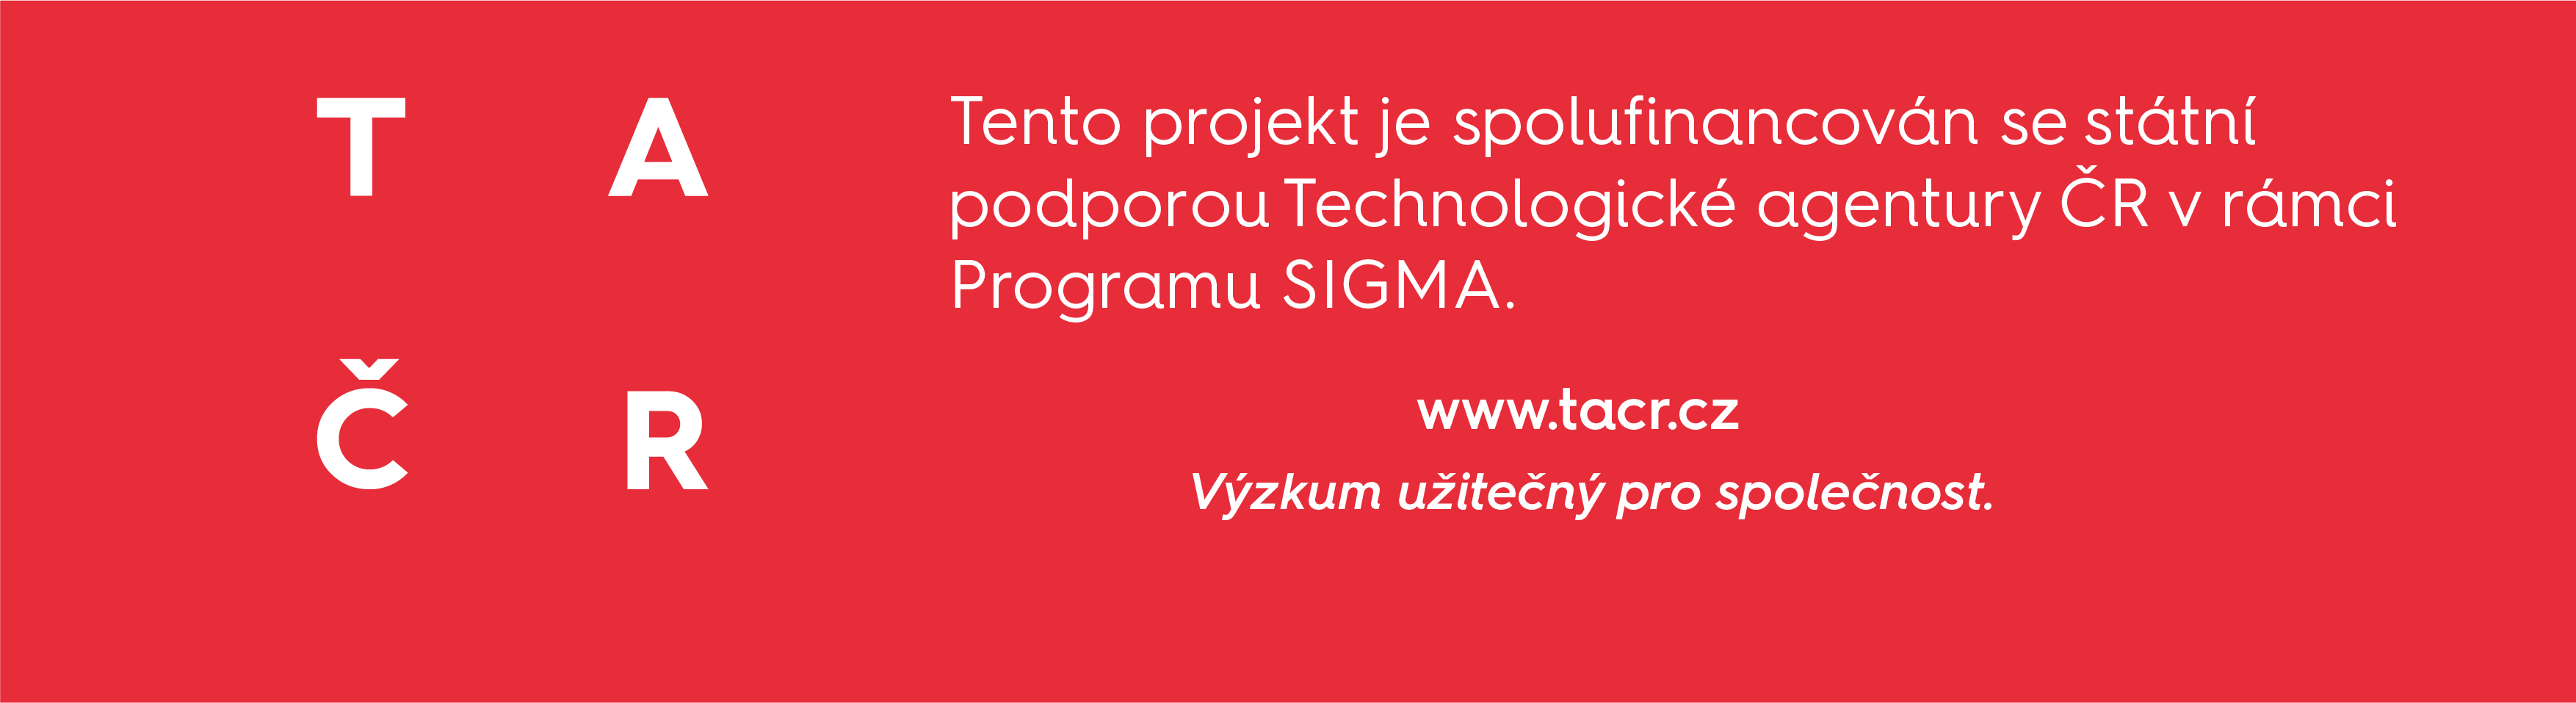 T A
Č R
Tento projekt je spolufinancován se státní
podporou Technologické agentury ČR v rámci
Programu SIGMA.
www.tacr.cz
Výzkum užitečný pro společnost.